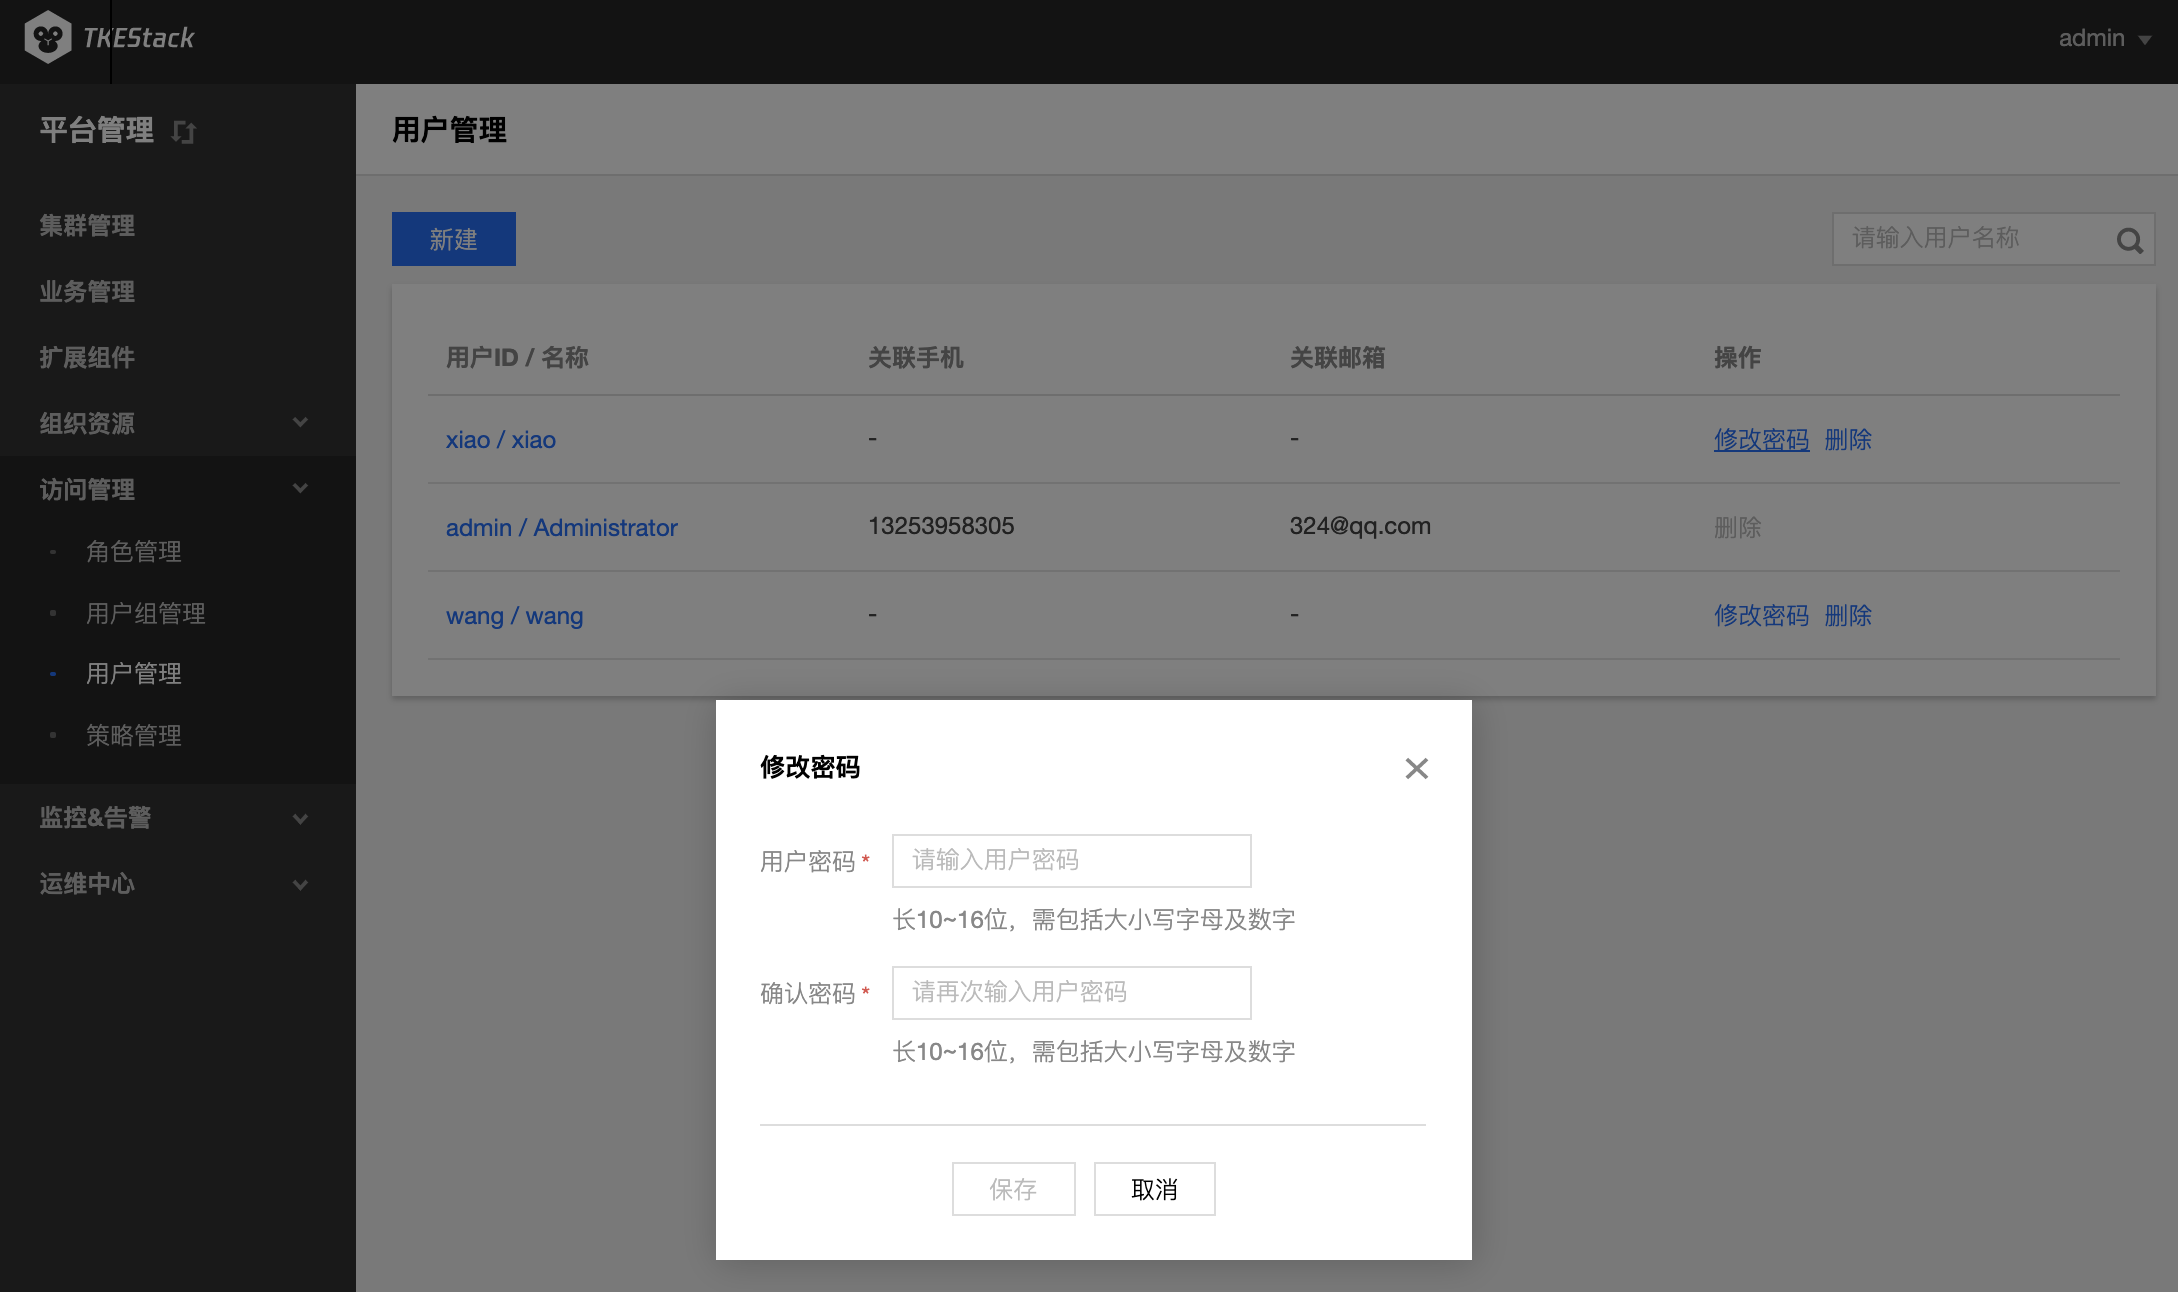 TKEStack
admin
平台管理
集群管理
业务管理
扩展组件
组织资源
访问管理
角色管理
用户组管理
用户管理
策略管理
监控&告警
运维中心
用户管理
新建
请输入用户名称
用户ID / 名称 关联手机 关联邮箱 操作
xiao / xiao - - 修改密码 删除
admin / Administrator 13253958305 324@qq.com 删除
wang / wang - - 修改密码 删除
修改密码
用户密码 * 请输入用户密码
长10~16位，需包括大小写字母及数字
确认密码 * 请再次输入用户密码
长10~16位，需包括大小写字母及数字
保存 取消